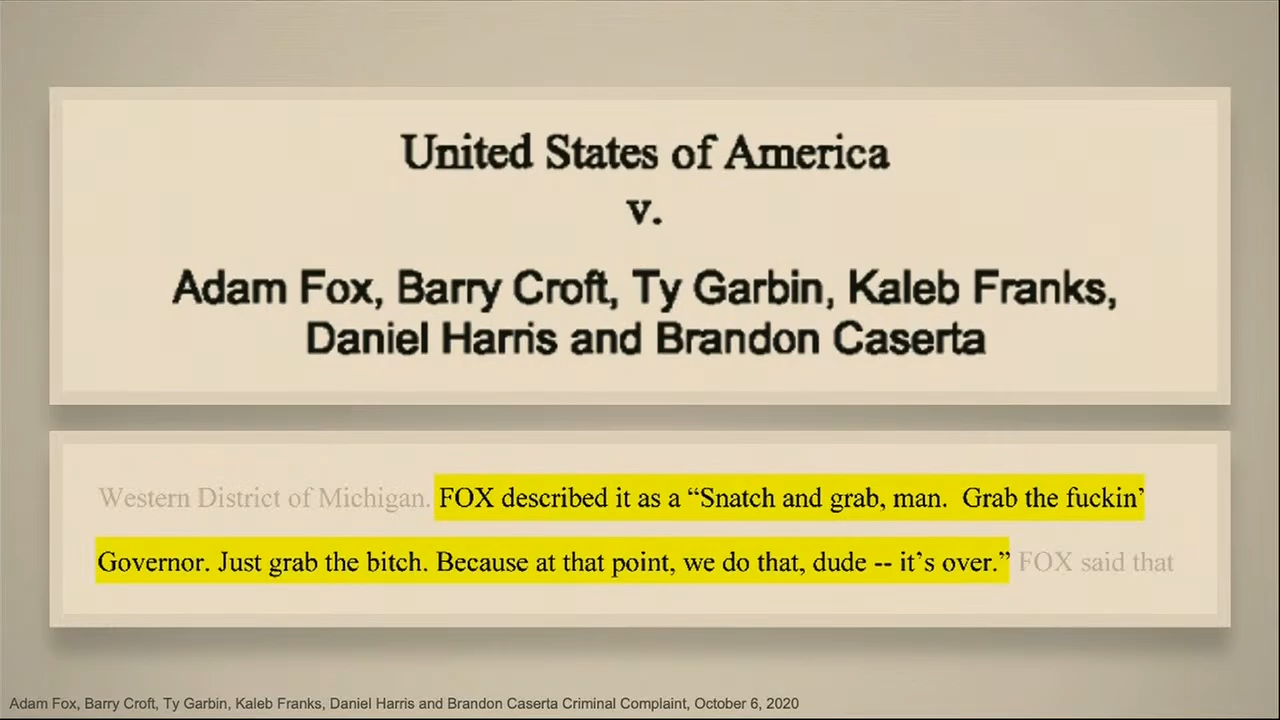 United States of America
v.
Adam Fox, Barry Croft, Ty Garbin, Kaleb Franks,
Daniel Harris and Brandon Caserta
Western District of Michigan. FOX described it as a “Snatch and grab, man.  Grab the fuckin’
Governor. Just grab the bitch. Because at that point, we do that, dude -- it’s over.” FOX said that
Adam Fox, Barry Croft, Ty Garbin, Kaleb Franks, Daniel Harris and Brandon Caserta Criminal Complaint, October 6, 2020